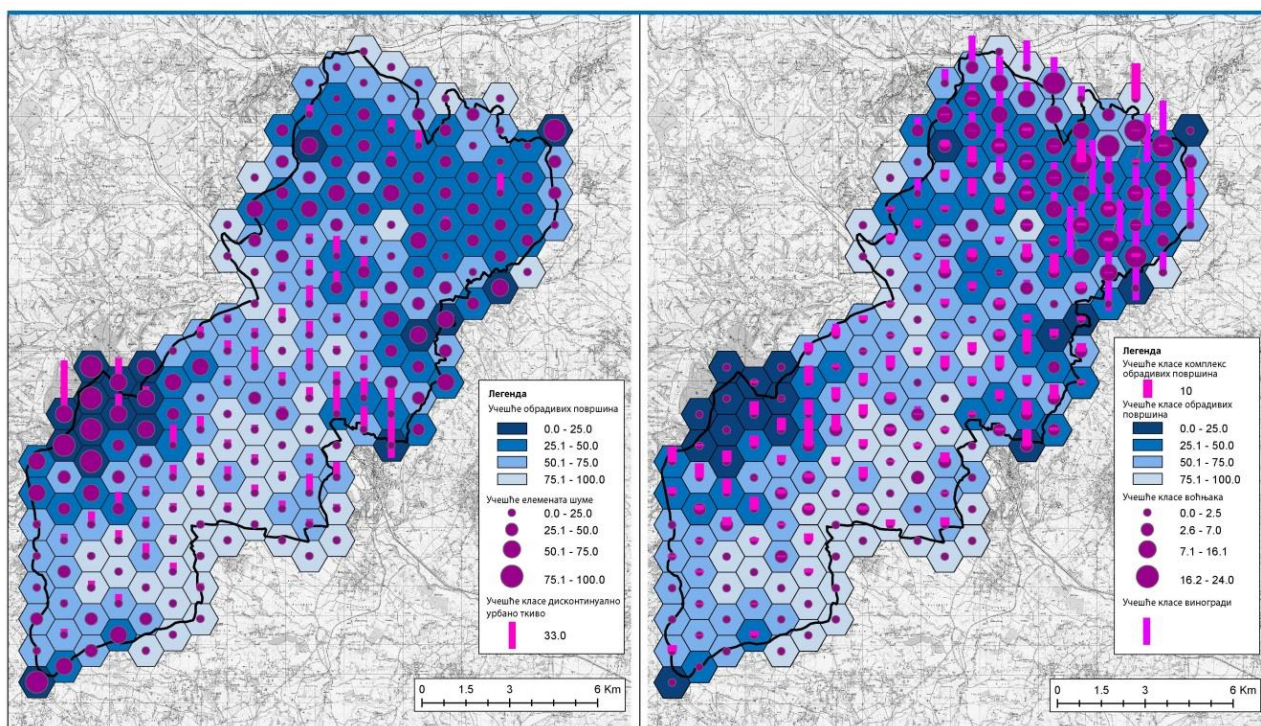 Легенда
Учешће обрадивих површина
0.0 - 25.0
25.1 - 50.0
50.1 - 75.0
75.1 - 100.0
Учешће елемената шуме
0.0 - 25.0
25.1 - 50.0
50.1 - 75.0
75.1 - 100.0
Учешће класе дисконтинуално
урбано ткиво
33.0
0 1.5 3 6 Km
Легенда
Учешће класе комплекс
обрадивих површина
10
Учешће класе обрадивих
површина
0.0 - 25.0
25.1 - 50.0
50.1 - 75.0
75.1 - 100.0
Учешће класе воћњака
0.0 - 2.5
2.6 - 7.0
7.1 - 16.1
16.2 - 24.0
Учешће класе виногради
0 1.5 3 6 Km